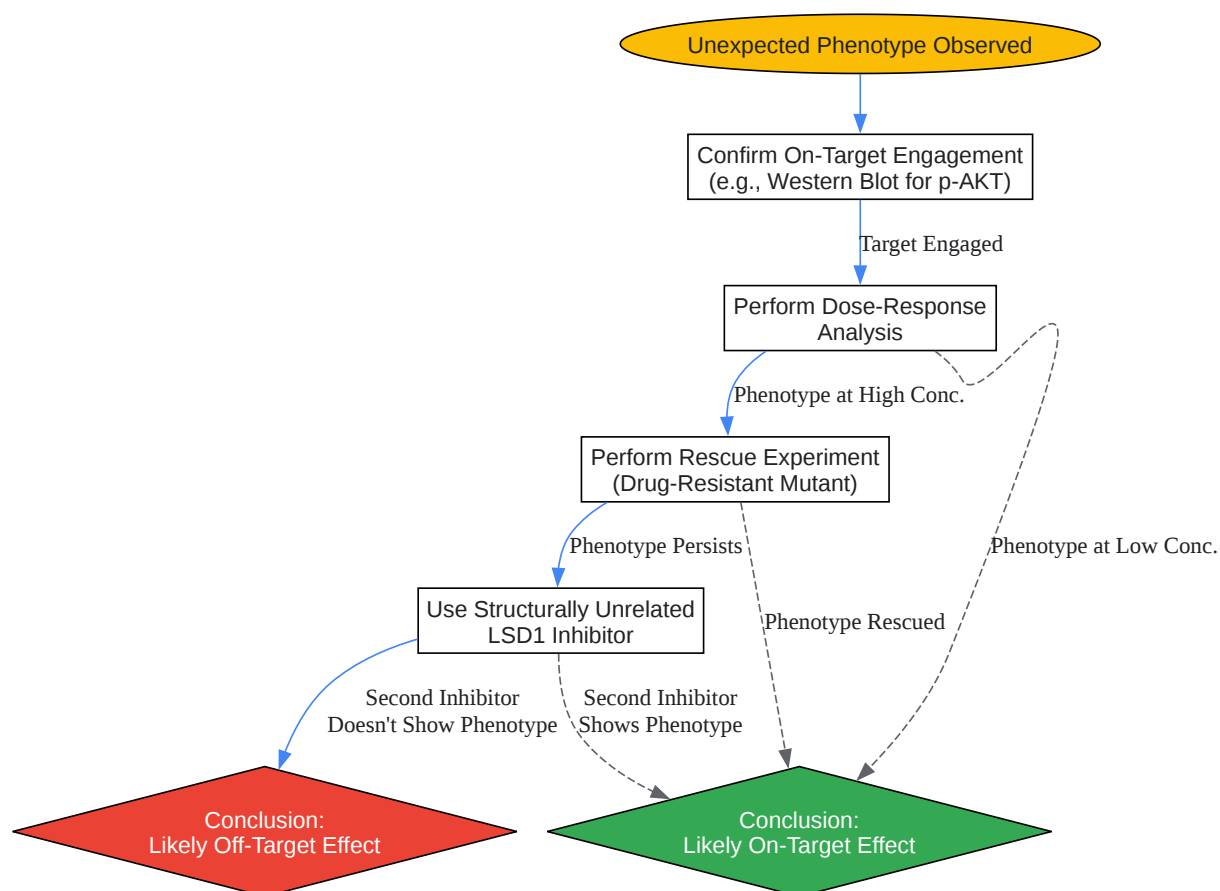 Unexpected Phenotype Observed
Confirm On-Target Engagement
(e.g., Western Blot for p-AKT)
Target Engaged
Perform Dose-Response
Analysis
Phenotype at High Conc.
Perform Rescue Experiment
(Drug-Resistant Mutant)
Phenotype Persists
Phenotype at Low Conc.
Use Structurally Unrelated
LSD1 Inhibitor
Phenotype Rescued
Second Inhibitor
Doesn't Show Phenotype
Second Inhibitor
Shows Phenotype
Conclusion:
Likely Off-Target Effect
Conclusion:
Likely On-Target Effect